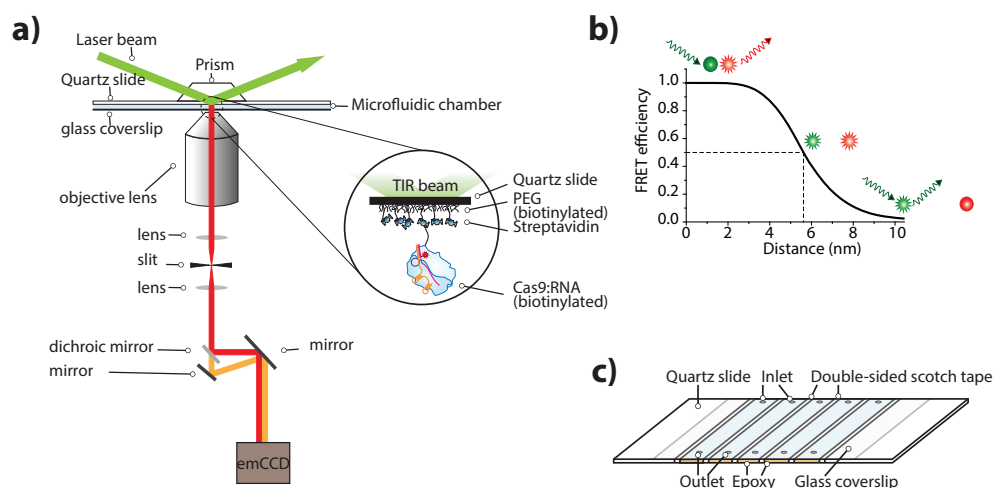 a)
Laser beam
Prism
Quartz slide
Microfluidic chamber
glass coverslip
objective lens
TIR beam
Quartz slide
PEG
(biotinylated)
Streptavidin
Cas9:RNA
(biotinylated)
lens
slit
lens
dichroic mirror
mirror
mirror
emCCD
b)
FRET efficiency
1.0
0.8
0.6
0.4
0.2
0.0
0 2 4 6 8 10
Distance (nm)
c)
Quartz slide
Inlet
Double-sided scotch tape
Outlet
Epoxy
Glass coverslip